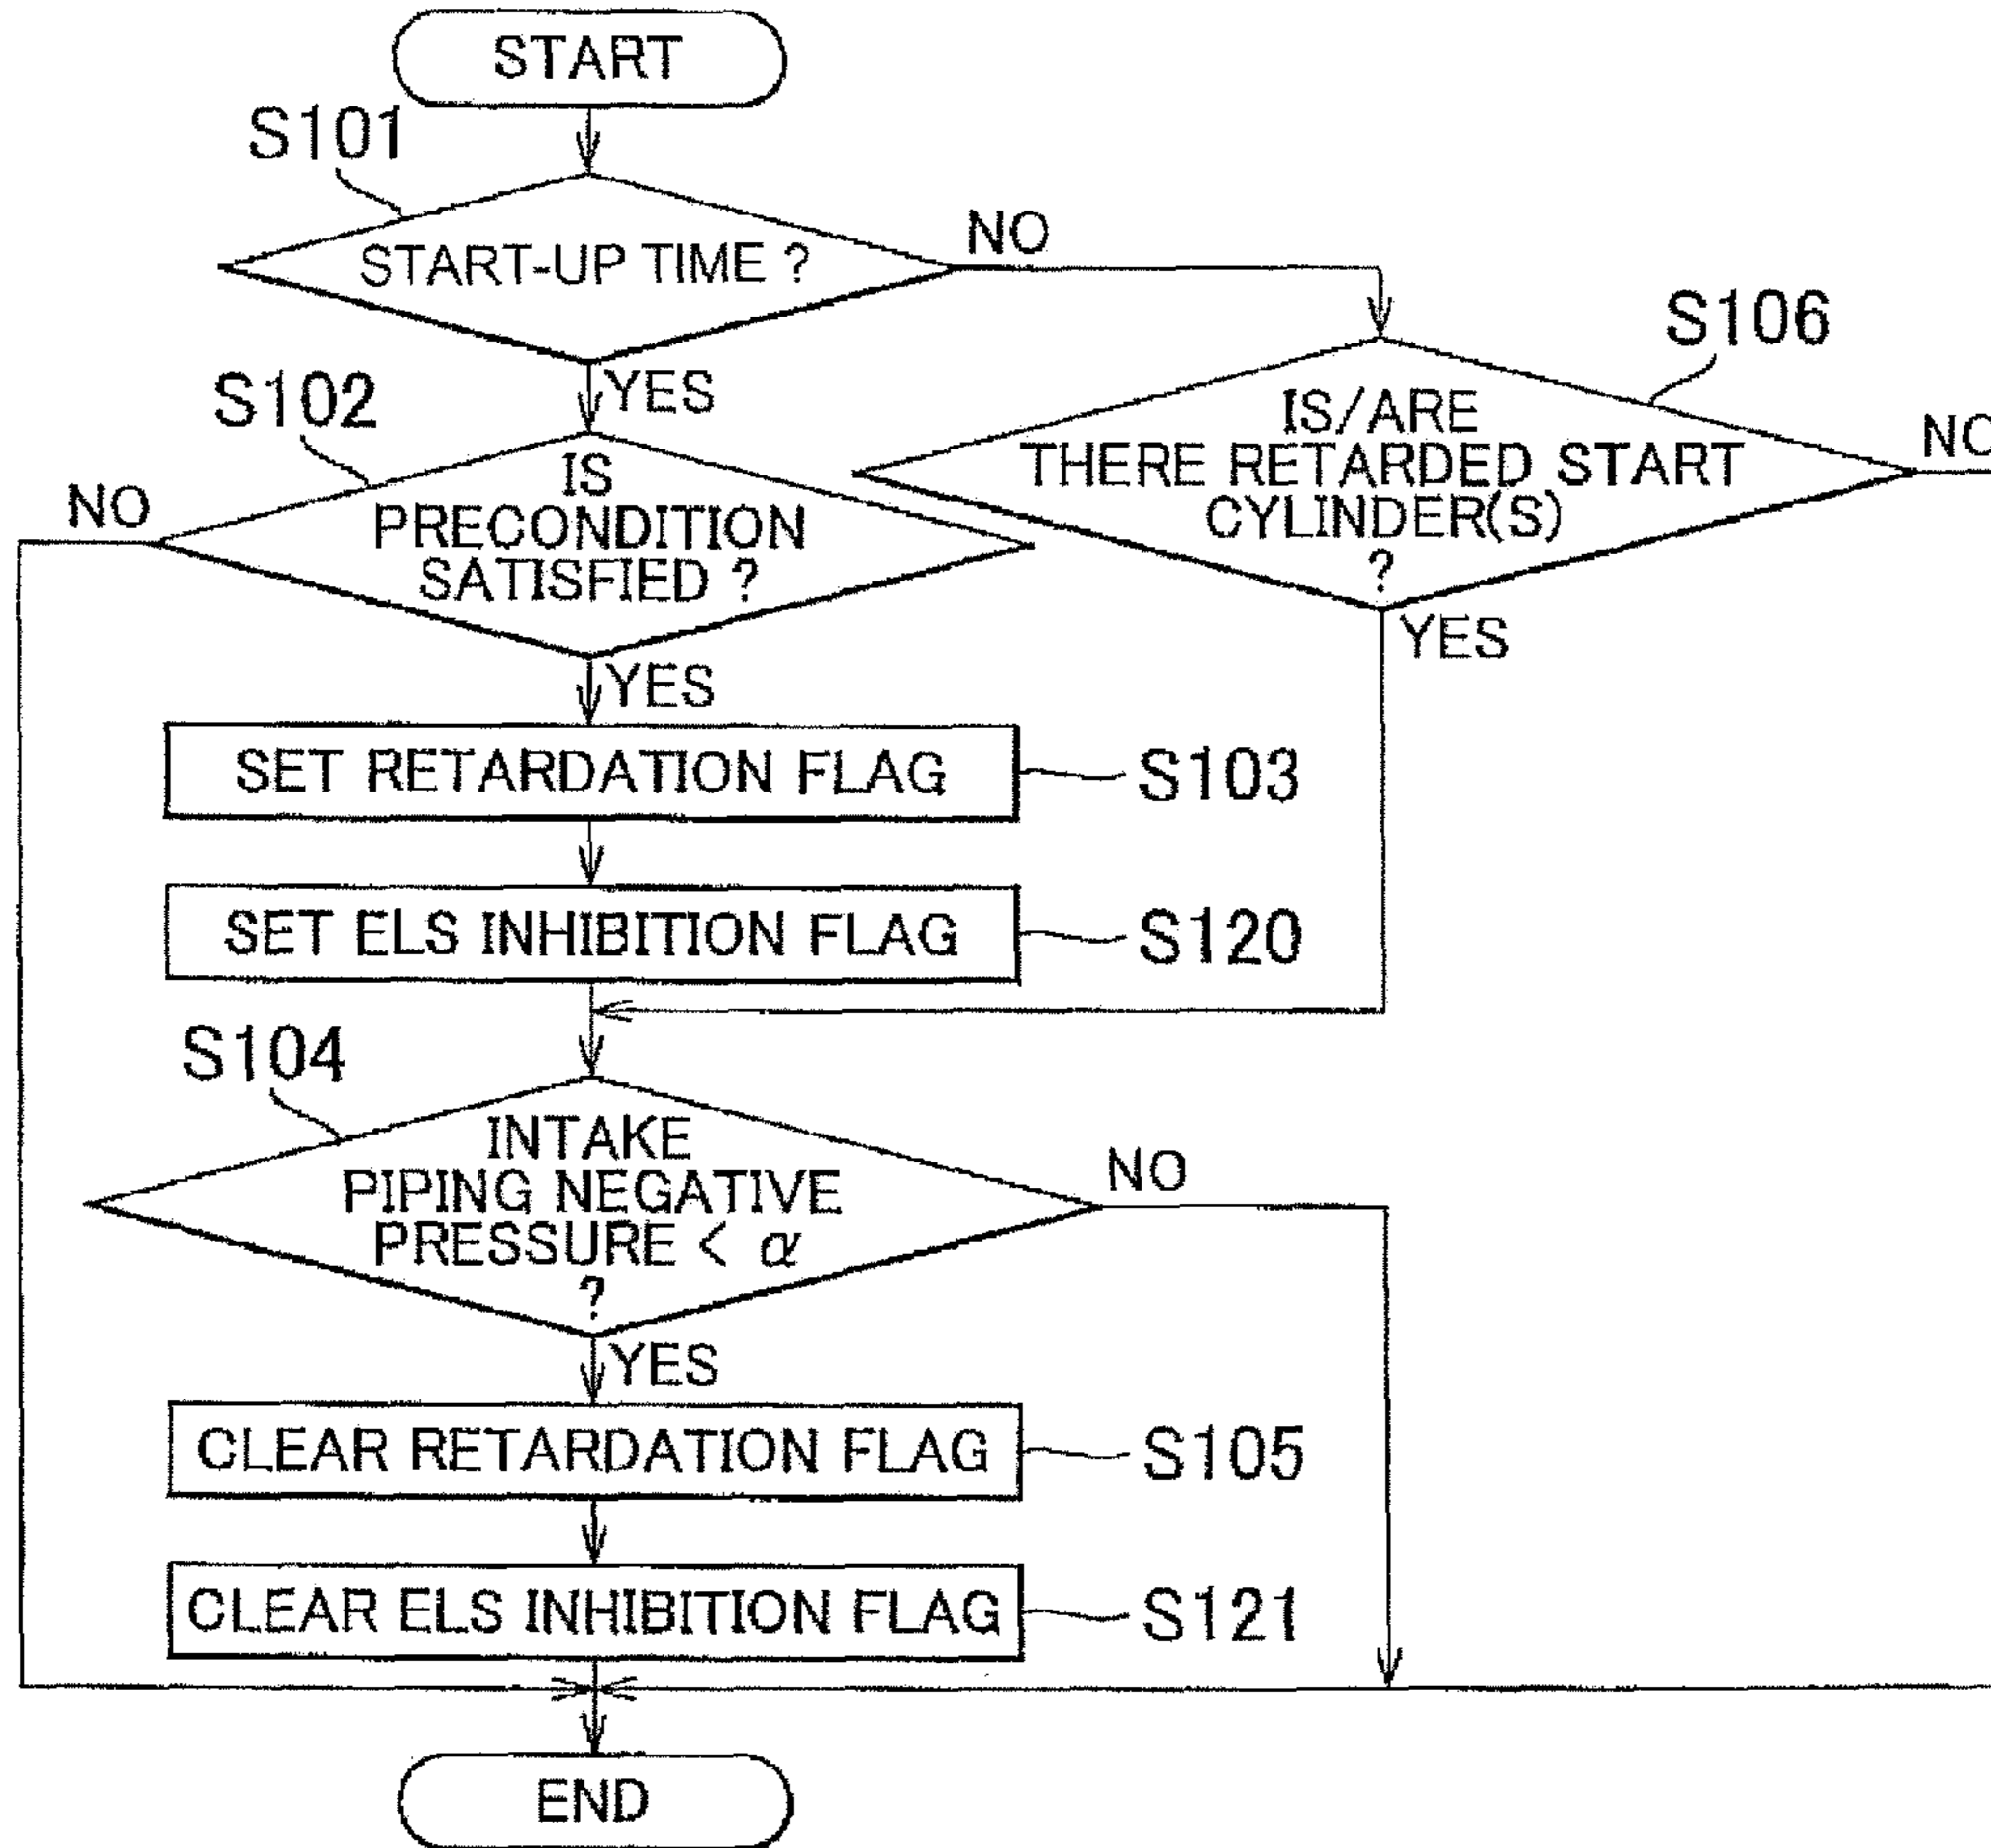 START
S101
START-UP TIME ?
NO
YES
S106
IS/ARE
THERE RETARDED START
CYLINDER(S)
?
NO
YES
S102
IS
PRECONDITION
SATISFIED ?
NO
YES
SET RETARDATION FLAG
S103
SET ELS INHIBITION FLAG
S120
S104
INTAKE
PIPING NEGATIVE
PRESSURE < α
?
NO
YES
CLEAR RETARDATION FLAG
S105
CLEAR ELS INHIBITION FLAG
S121
END